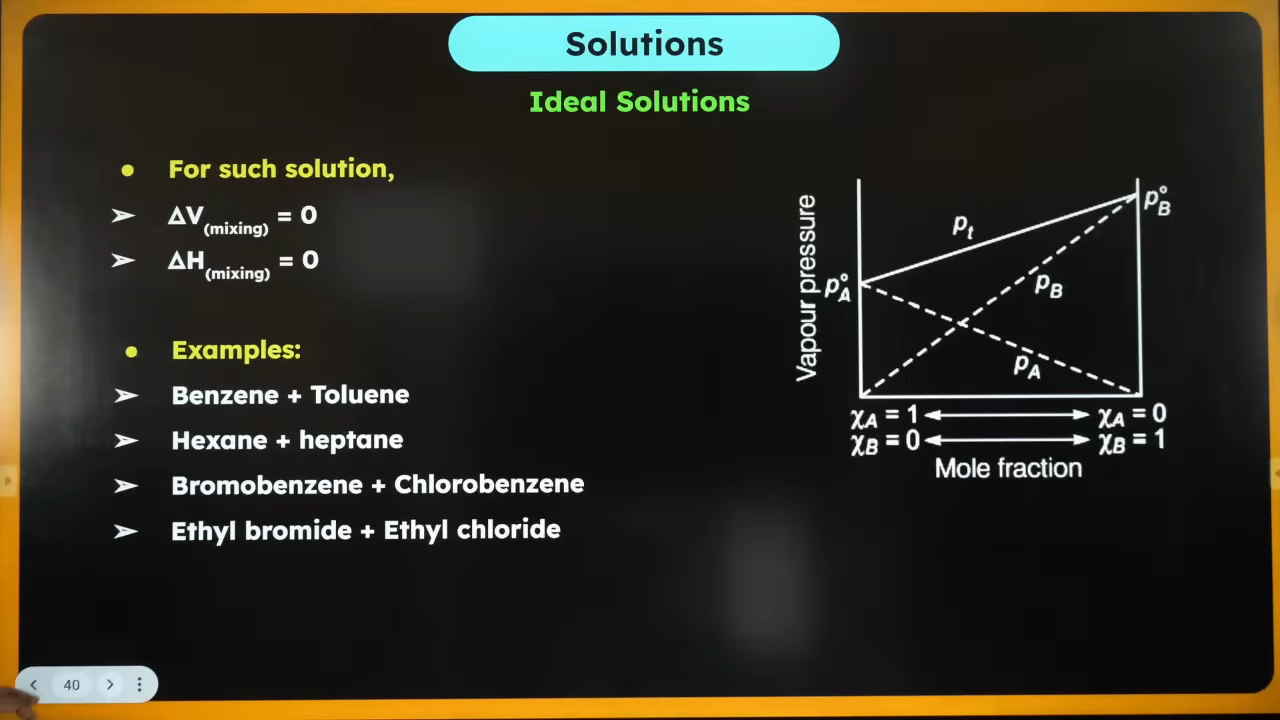 Solutions
Ideal Solutions
● For such solution,
➢ ΔV(mixing) = 0
➢ ΔH(mixing) = 0
● Examples:
➢ Benzene + Toluene
➢ Hexane + heptane
➢ Bromobenzene + Chlorobenzene
➢ Ethyl bromide + Ethyl chloride
Vapour pressure
p°A
pt
p°B
pB
pA
χA = 1 ↔ χA = 0
χB = 0 ↔ χB = 1
Mole fraction
40